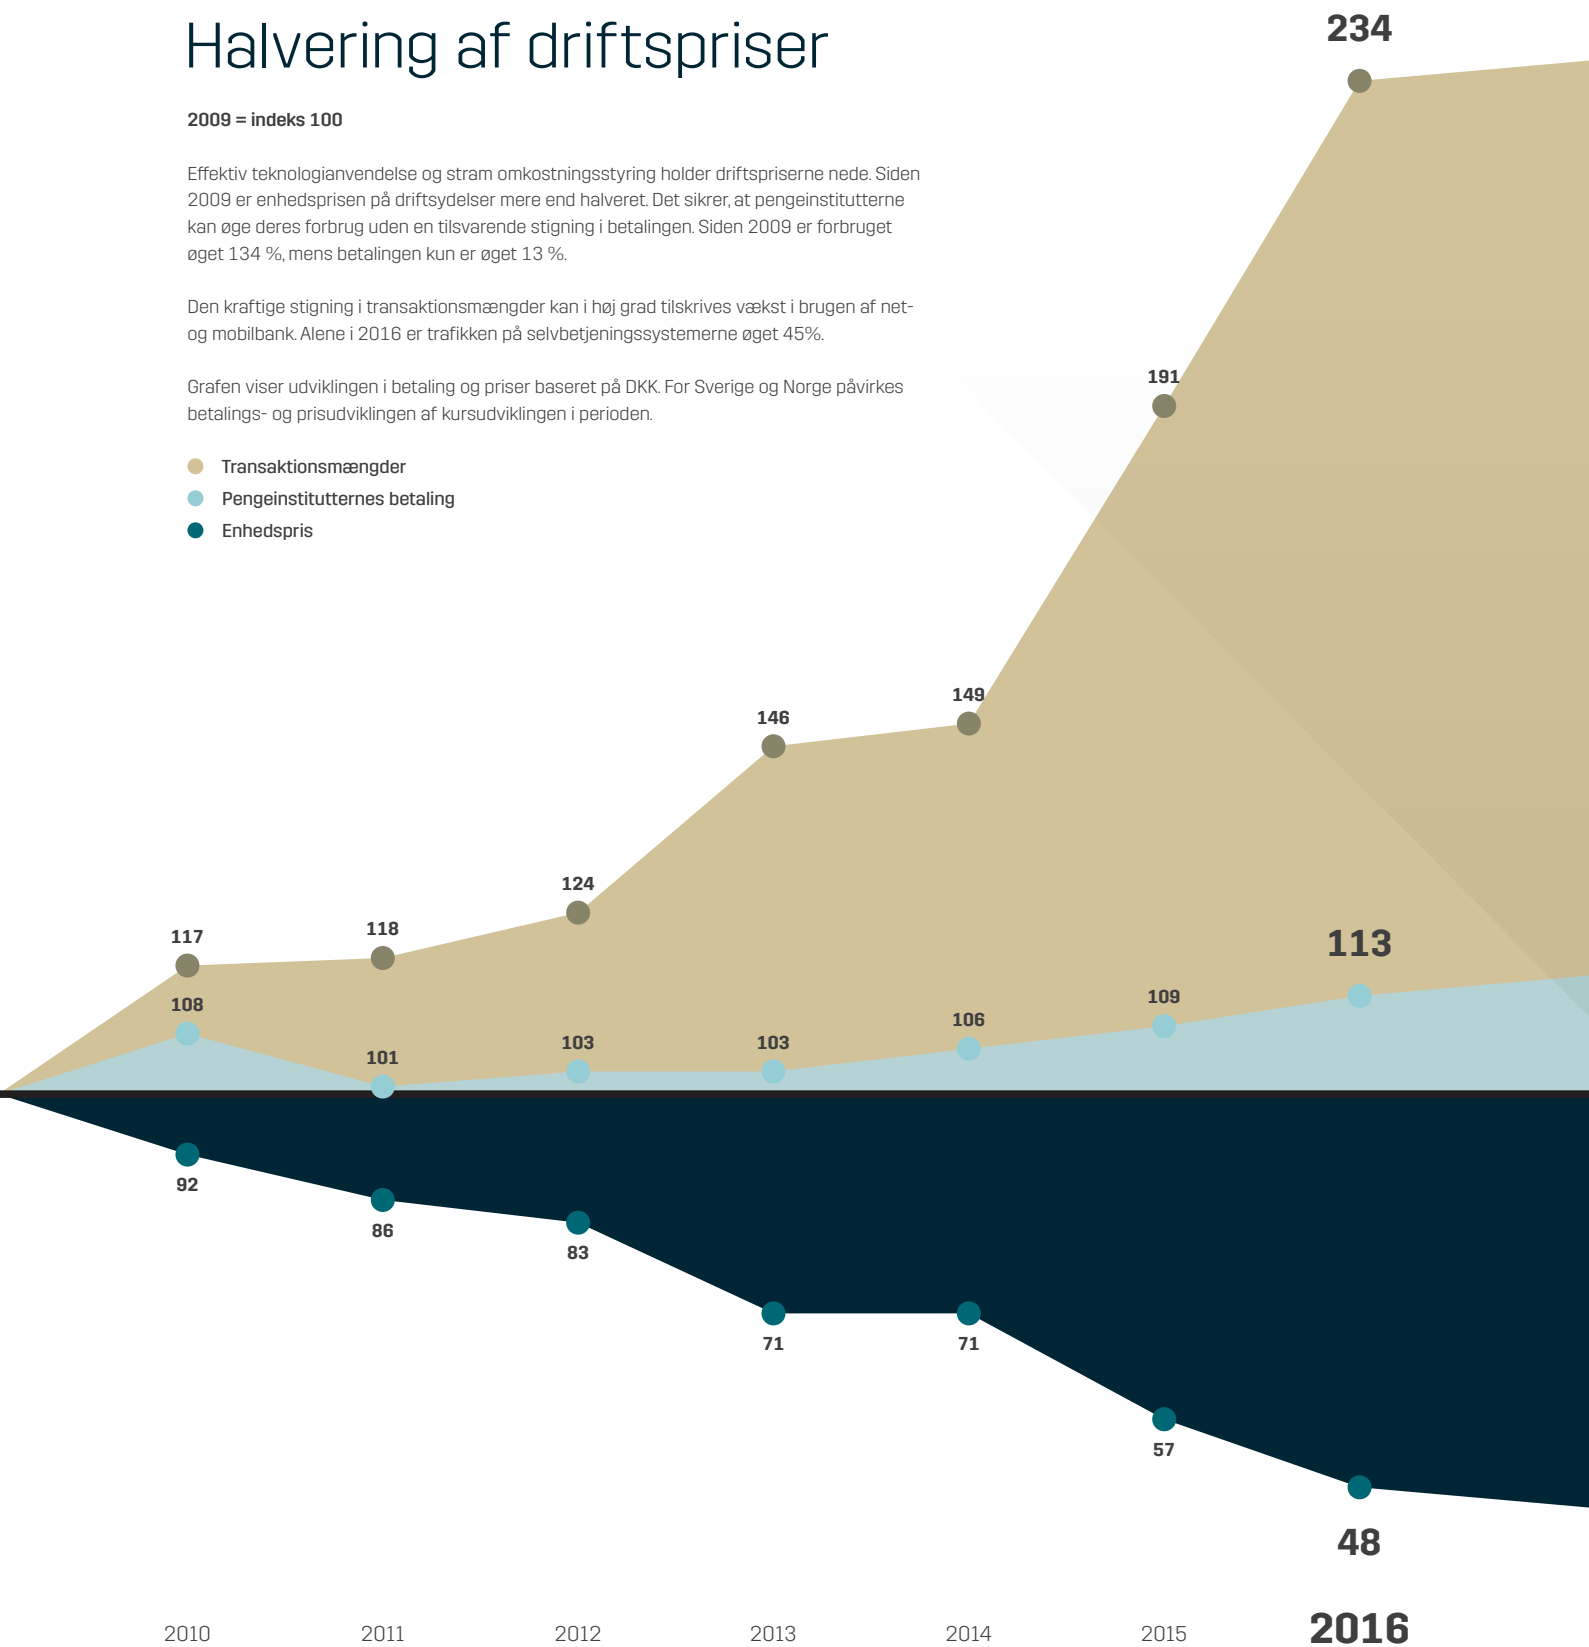 Halvering af driftspriser
2009 = indeks 100
Effektiv teknologianvendelse og stram omkostningsstyring holder driftspriserne nede. Siden
2009 er enhedsprisen på driftsydelser mere end halveret. Det sikrer, at pengeinstitutterne
kan øge deres forbrug uden en tilsvarende stigning i betalingen. Siden 2009 er forbruget
øget 134 %, mens betalingen kun er øget 13 %.
Den kraftige stigning i transaktionsmængder kan i høj grad tilskrives vækst i brugen af net-
og mobilbank. Alene i 2016 er trafikken på selvbetjeningssystemerne øget 45%.
Grafen viser udviklingen i betaling og priser baseret på DKK. For Sverige og Norge påvirkes
betalings- og prisudviklingen af kursudviklingen i perioden.
Transaktionsmængder
Pengeinstitutternes betaling
Enhedspris
234
191
149
146
124
118
117
113
109
106
103
103
101
108
92
86
83
71
71
57
48
2010 2011 2012 2013 2014 2015 2016